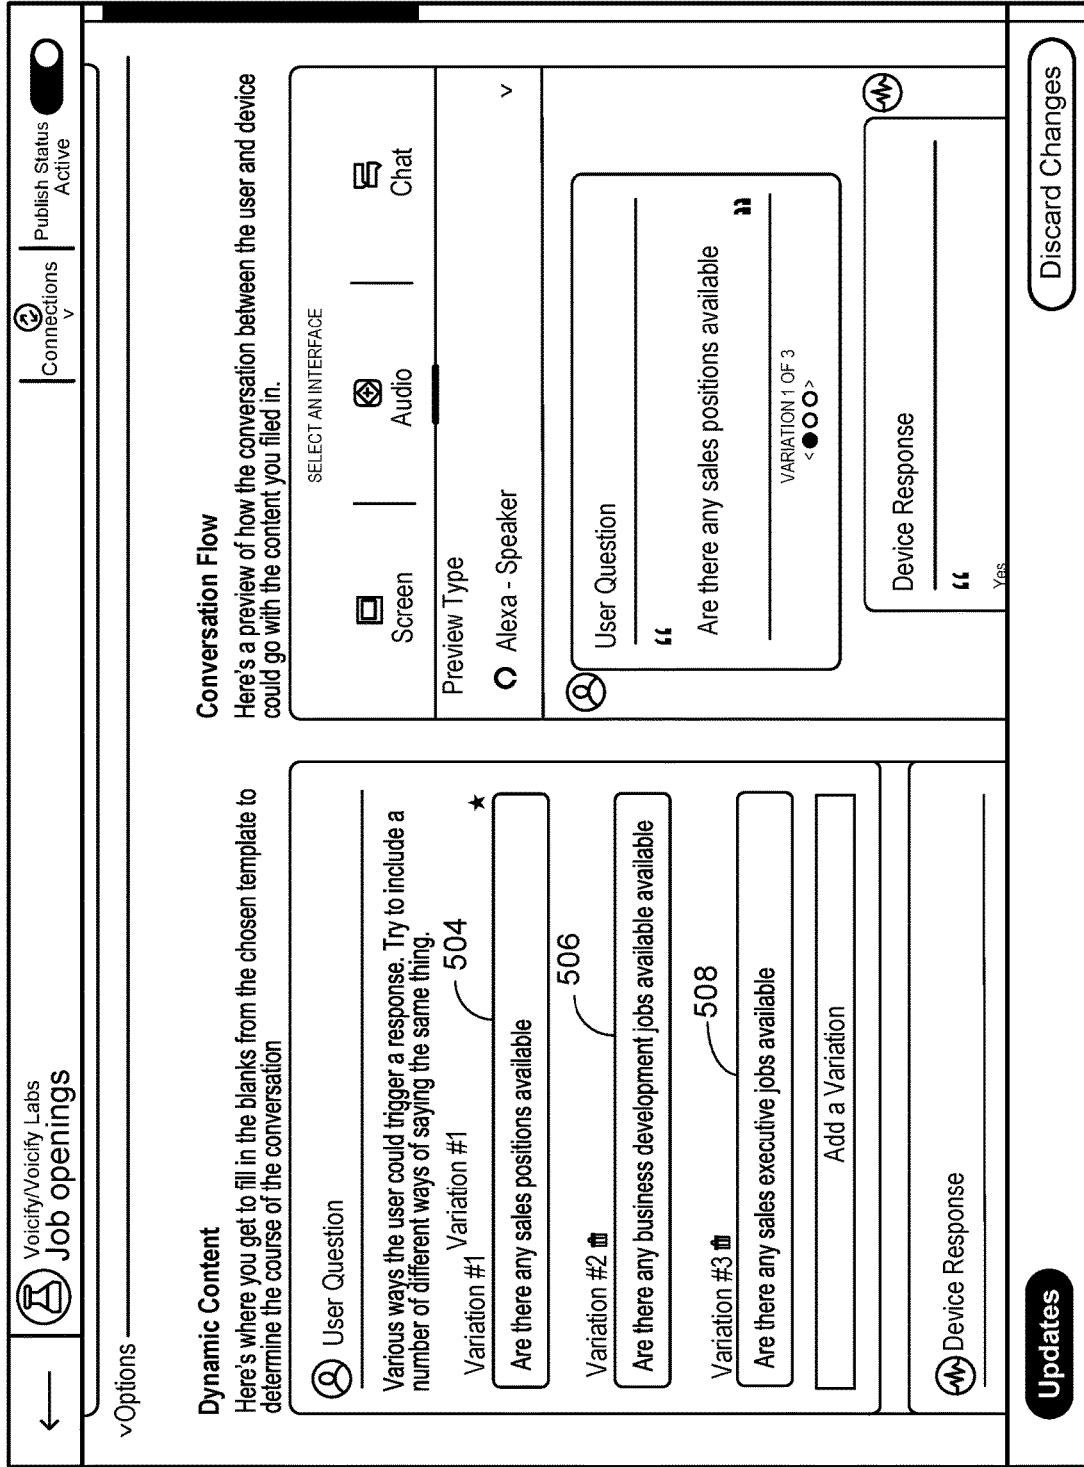 Voicify/Voicify Labs
Job openings
Connections
v
Publish Status
Active
vOptions
Dynamic Content
Here's where you get to fill in the blanks from the chosen template to
determine the course of the conversation
User Question
Various ways the user could trigger a response. Try to include a
number of different ways of saying the same thing.
Variation #1 Variation #1
504
Are there any sales positions available
Variation #2
506
Are there any business development jobs available available
Variation #3
508
Are there any sales executive jobs available
Add a Variation
Device Response
Conversation Flow
Here's a preview of how the conversation between the user and device
could go with the content you filed in.
SELECT AN INTERFACE
Screen
Audio
Chat
Preview Type
Alexa - Speaker
v
User Question
“
Are there any sales positions available
”
VARIATION 1 OF 3
< >
Device Response
“
Yes
Updates
Discard Changes